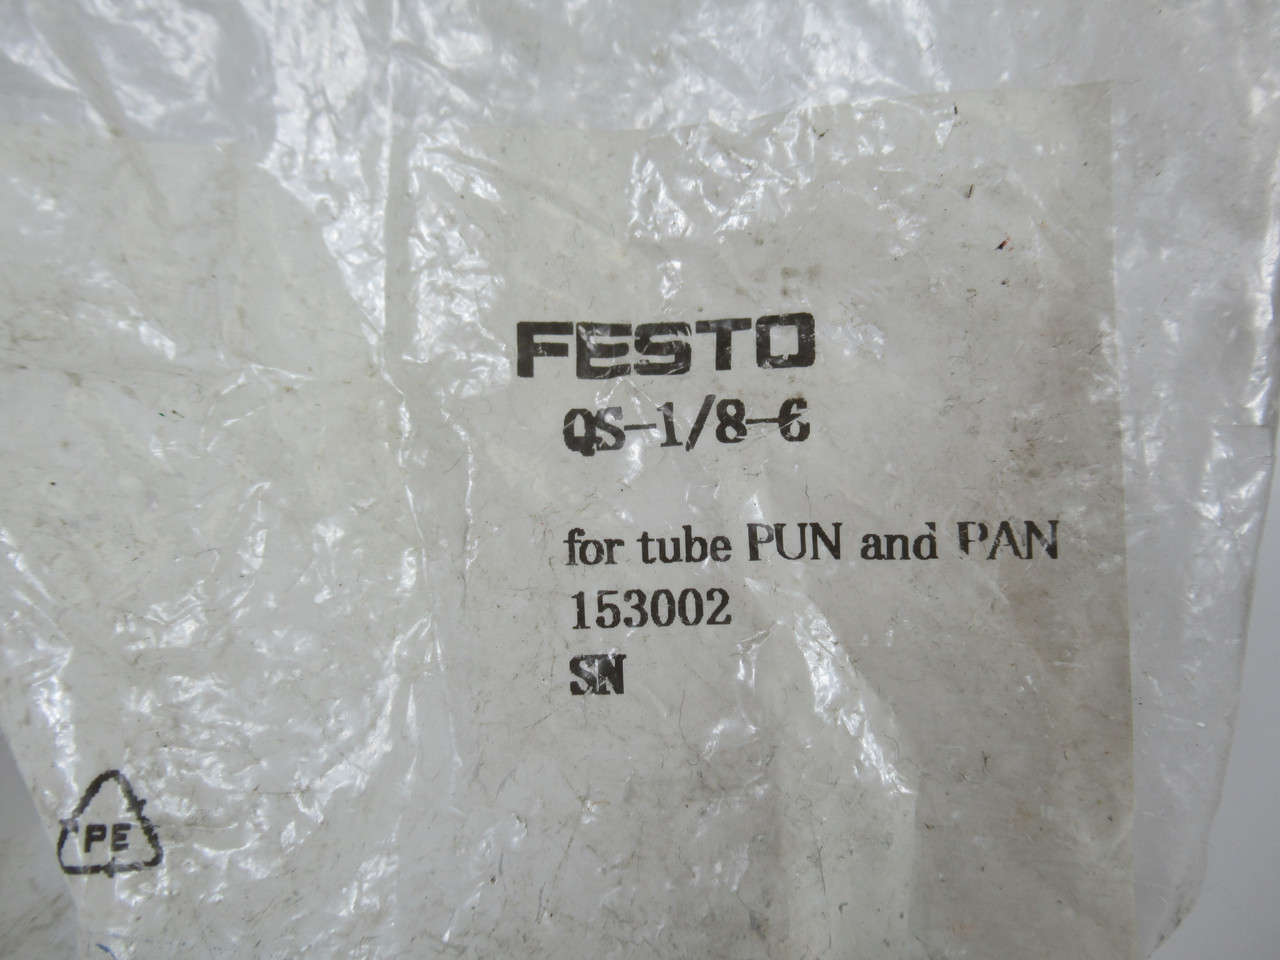 FESTO
QS-1/8-6
for tube PUN and PAN
153002
SN
PE